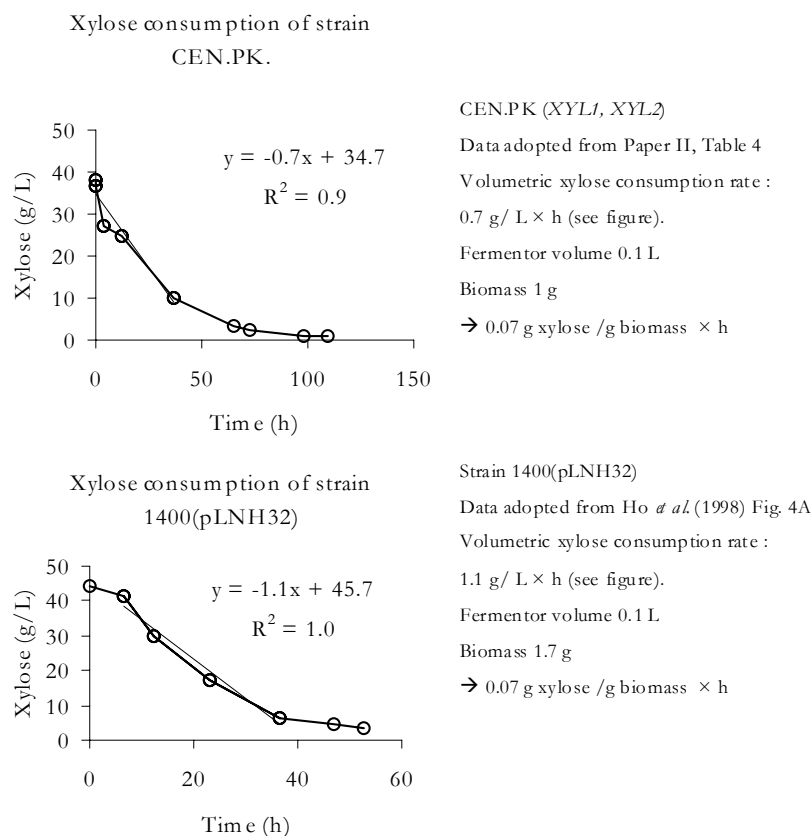 Xylose consumption of strain
CEN.PK.
50
40
30
20
10
0
Xylose (g/L)
y = -0.7x + 34.7
R² = 0.9
0 50 100 150
Time (h)
CEN.PK (XYL1, XYL2)
Data adopted from Paper II, Table 4
Volumetric xylose consumption rate :
0.7 g/ L × h (see figure).
Fermentor volume 0.1 L
Biomass 1 g
→ 0.07 g xylose /g biomass × h
Xylose consumption of strain
1400(pLNH32)
50
40
30
20
10
0
Xylose (g/L)
y = -1.1x + 45.7
R² = 1.0
0 20 40 60
Time (h)
Strain 1400(pLNH32)
Data adopted from Ho et al. (1998) Fig. 4A
Volumetric xylose consumption rate :
1.1 g/ L × h (see figure).
Fermentor volume 0.1 L
Biomass 1.7 g
→ 0.07 g xylose /g biomass × h